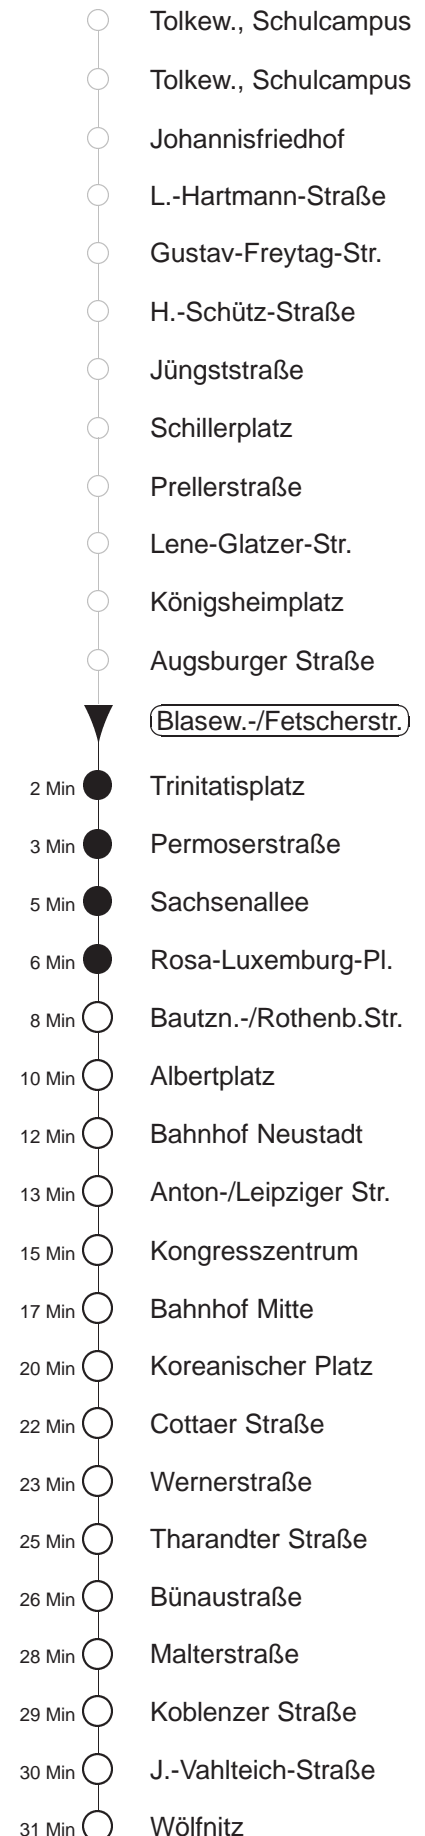 Tolkew., Schulcampus
Tolkew., Schulcampus
Johannisfriedhof
L.-Hartmann-Straße
Gustav-Freytag-Str.
H.-Schütz-Straße
Jüngststraße
Schillerplatz
Prellerstraße
Lene-Glatzer-Str.
Königsheimplatz
Augsburger Straße
Blasew.-/Fetscherstr.
2 Min Trinitatisplatz
3 Min Permoserstraße
5 Min Sachsenallee
6 Min Rosa-Luxemburg-Pl.
8 Min Bautzn.-/Rothenb.Str.
10 Min Albertplatz
12 Min Bahnhof Neustadt
13 Min Anton-/Leipziger Str.
15 Min Kongresszentrum
17 Min Bahnhof Mitte
20 Min Koreanischer Platz
22 Min Cottaer Straße
23 Min Wernerstraße
25 Min Tharandter Straße
26 Min Bünaustraße
28 Min Malterstraße
29 Min Koblenzer Straße
30 Min J.-Vahlteich-Straße
31 Min Wölfnitz